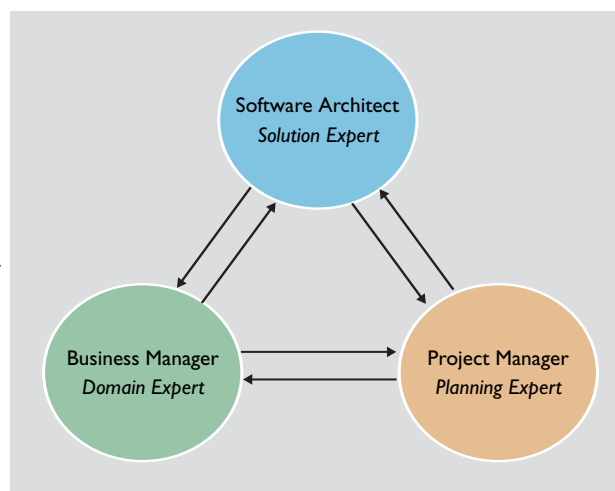 Software Architect
Solution Expert
Business Manager
Domain Expert
Project Manager
Planning Expert